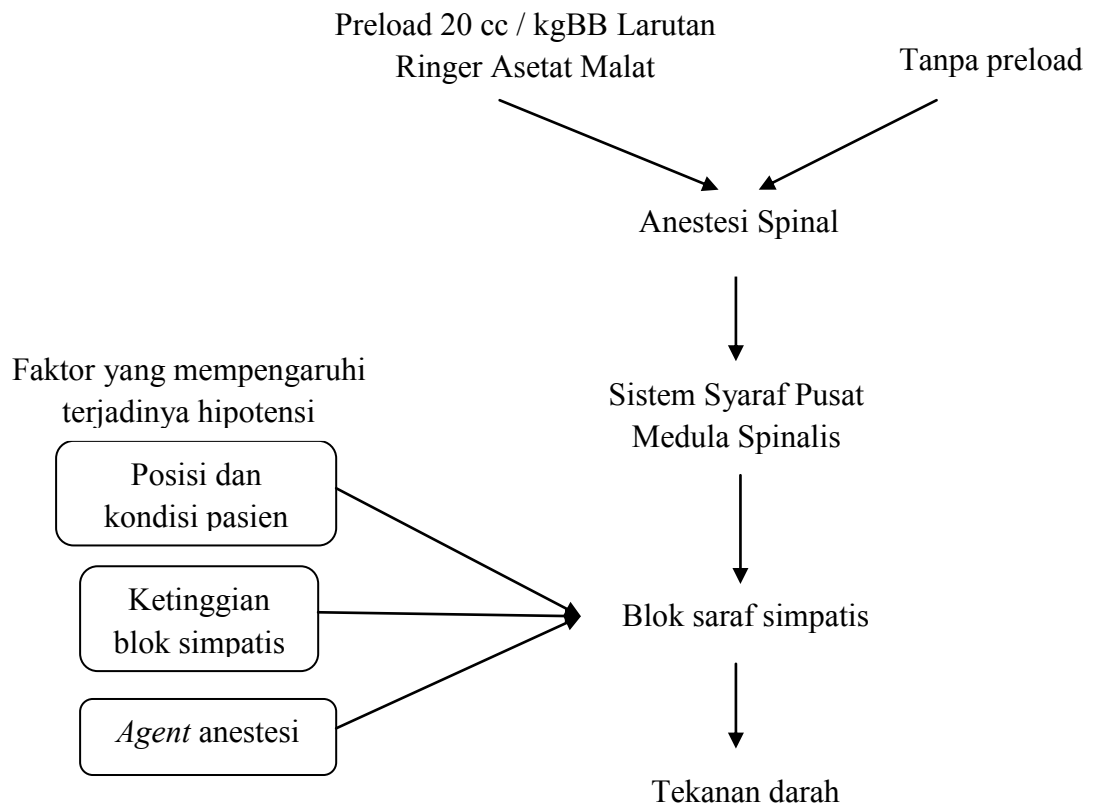 Preload 20 cc / kgBB Larutan
Ringer Asetat Malat
Tanpa preload
Anestesi Spinal
Sistem Syaraf Pusat
Medula Spinalis
Faktor yang mempengaruhi
terjadinya hipotensi
Posisi dan
kondisi pasien
Ketinggian
blok simpatis
Agent anestesi
Blok saraf simpatis
Tekanan darah